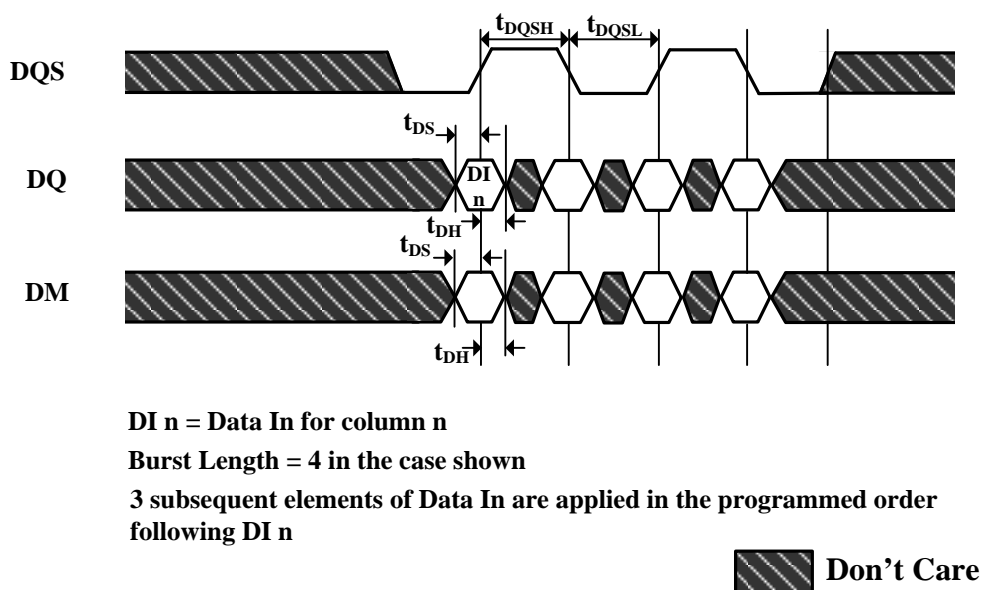 tDQSH tDQSL
DQS
tDS
DQ
DI
n
tDH
tDS
DM
tDH
DI n = Data In for column n
Burst Length = 4 in the case shown
3 subsequent elements of Data In are applied in the programmed order
following DI n
Don't Care